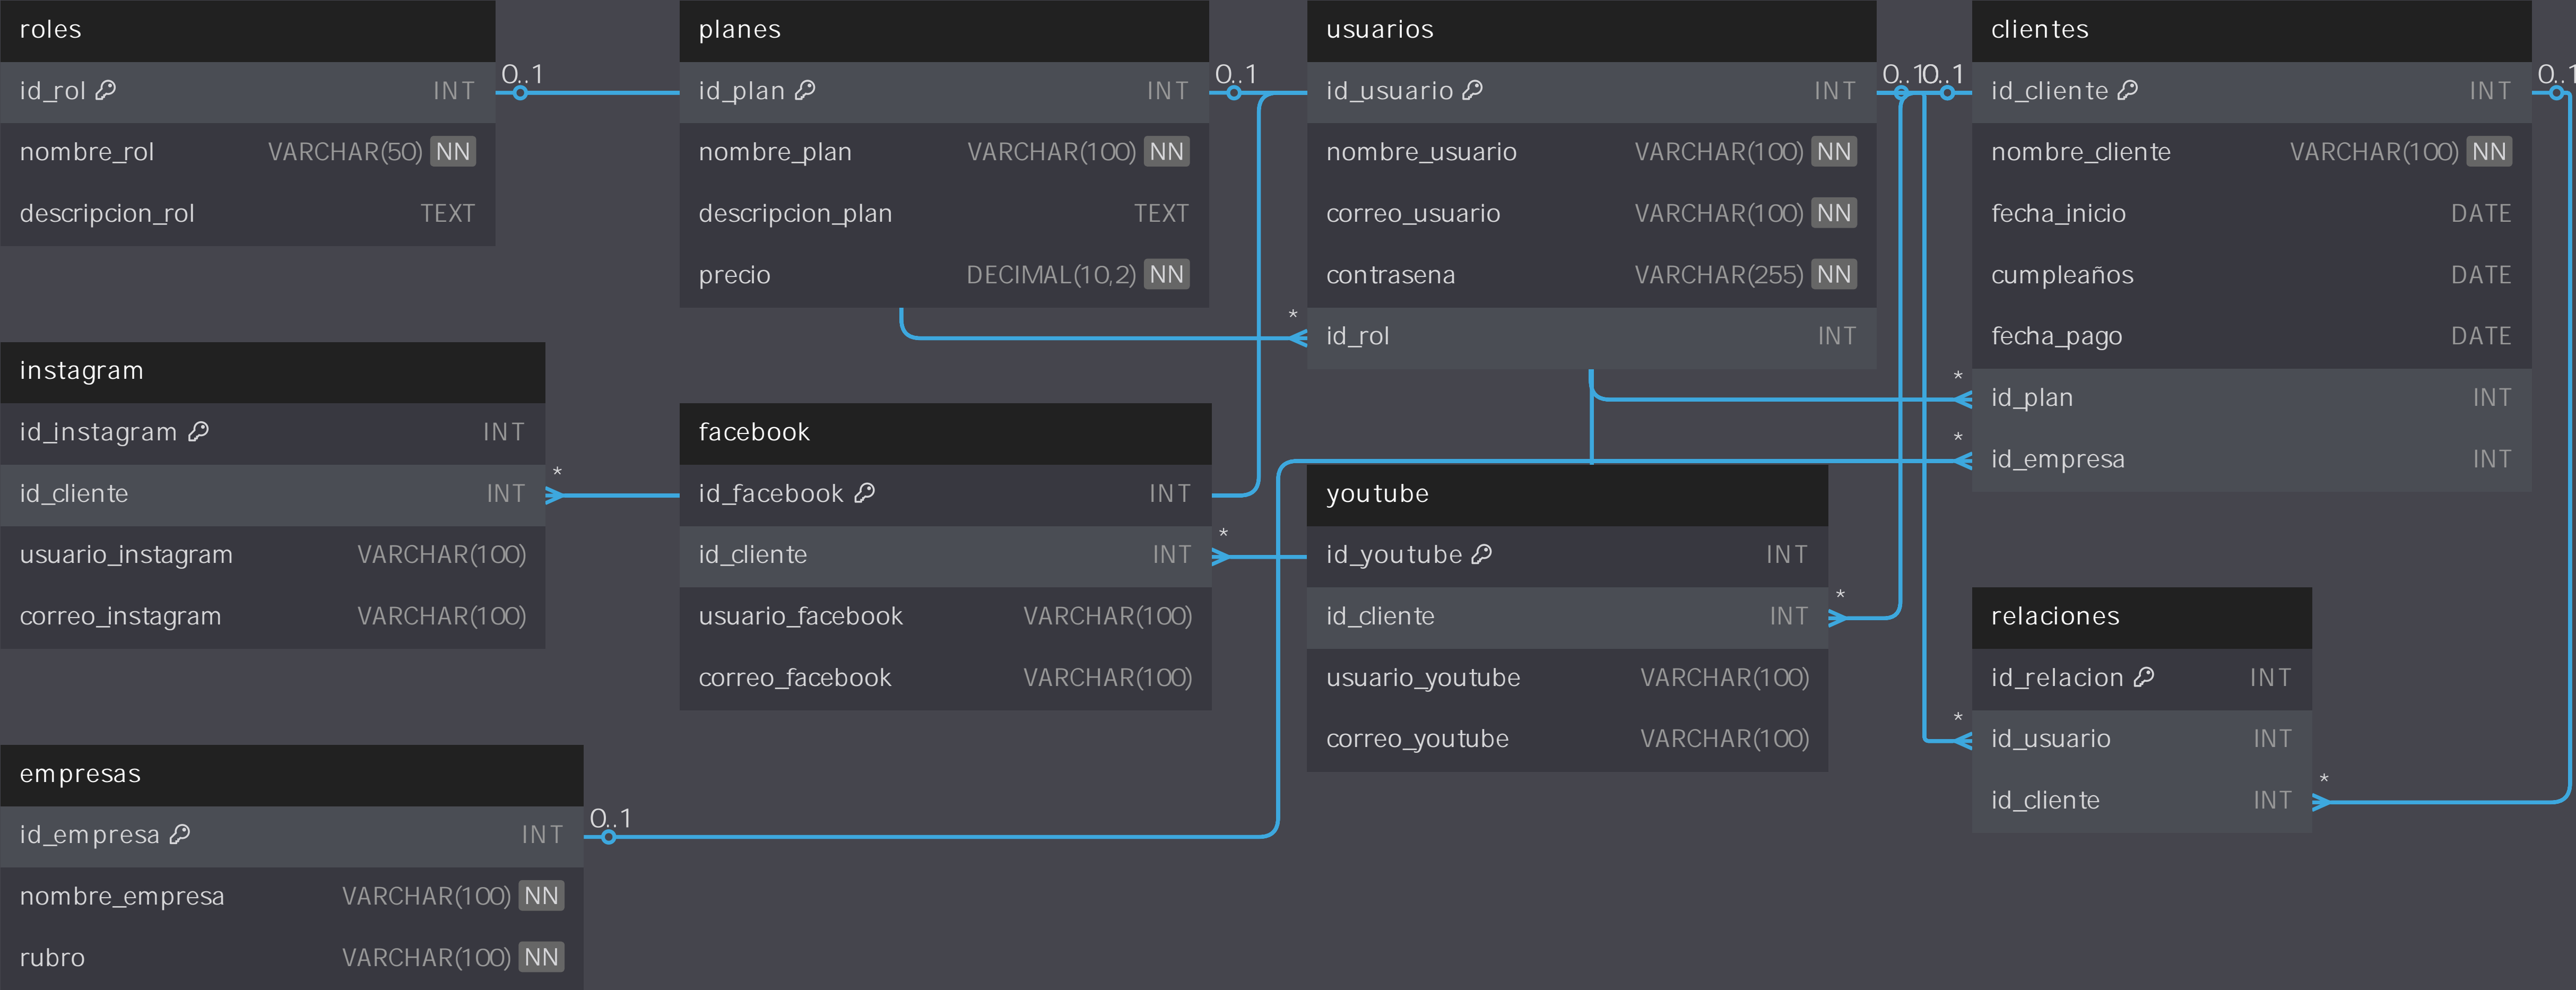 roles
id_rol INT
nombre_rol VARCHAR(50) NN
descripcion_rol TEXT
0..1
planes
id_plan INT
nombre_plan VARCHAR(100) NN
descripcion_plan TEXT
precio DECIMAL(10,2) NN
0..1
usuarios
id_usuario INT
nombre_usuario VARCHAR(100) NN
correo_usuario VARCHAR(100) NN
contrasena VARCHAR(255) NN
* id_rol INT
0..1 0..1
clientes
id_cliente INT
nombre_cliente VARCHAR(100) NN
fecha_inicio DATE
cumpleaños DATE
fecha_pago DATE
* id_plan INT
* id_empresa INT
0..1
instagram
id_instagram INT
id_cliente INT *
usuario_instagram VARCHAR(100)
correo_instagram VARCHAR(100)
facebook
id_facebook INT
id_cliente INT *
usuario_facebook VARCHAR(100)
correo_facebook VARCHAR(100)
youtube
id_youtube INT
id_cliente INT *
usuario_youtube VARCHAR(100)
correo_youtube VARCHAR(100)
relaciones
id_relacion INT
* id_usuario INT
id_cliente INT *
empresas
id_empresa INT
0..1
nombre_empresa VARCHAR(100) NN
rubro VARCHAR(100) NN